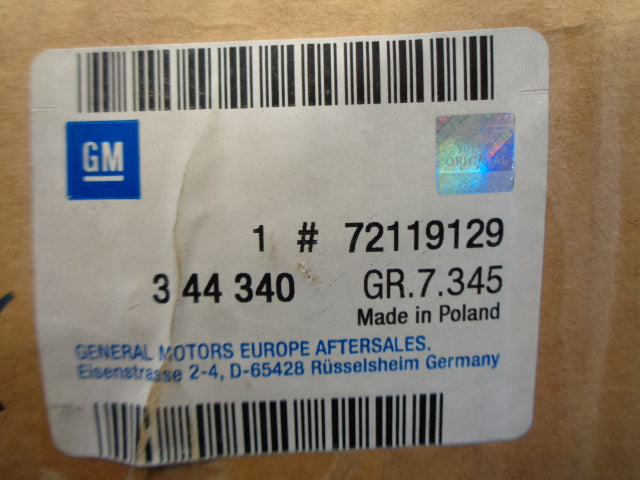 GM
ORIGINAL
1 # 72119129
3 44 340 GR.7.345
Made in Poland
GENERAL MOTORS EUROPE AFTERSALES.
Eisenstrasse 2-4, D-65428 Rüsselsheim Germany